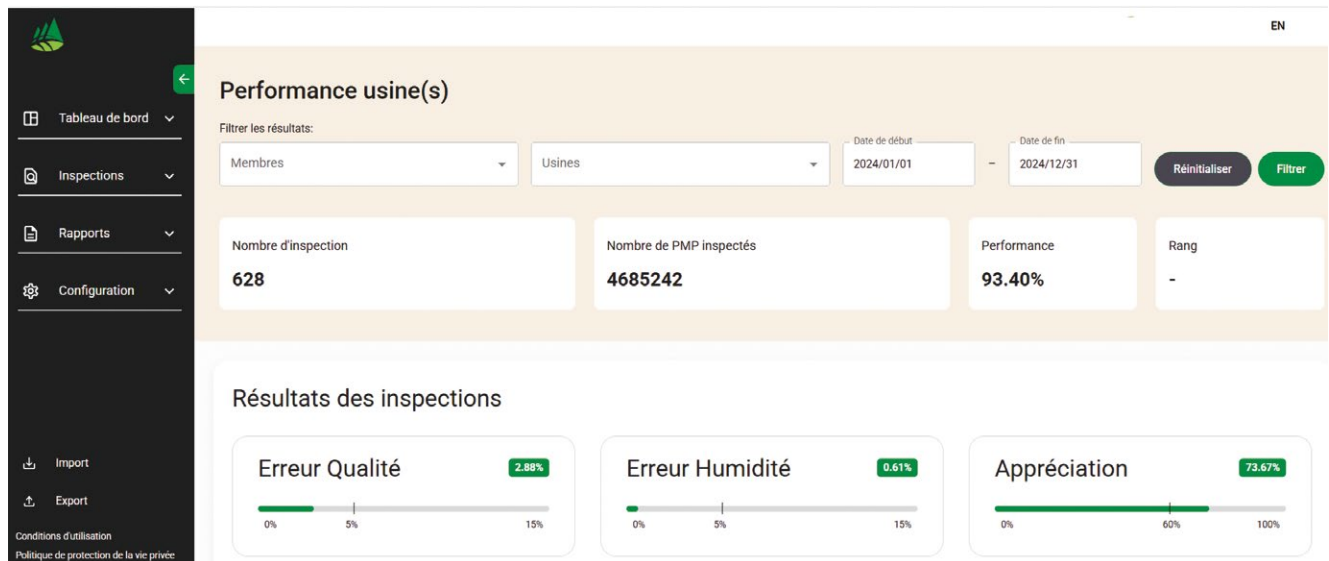 EN
Tableau de bord
Inspections
Rapports
Configuration
Import
Export
Conditions d'utilisation
Politique de protection de la vie privée
Performance usine(s)
Filtrer les résultats:
Membres
Usines
Date de début
2024/01/01
–
Date de fin
2024/12/31
Réinitialiser
Filtrer
Nombre d'inspection
628
Nombre de PMP inspectés
4685242
Performance
93.40%
Rang
-
Résultats des inspections
Erreur Qualité
2.88%
0% 5% 15%
Erreur Humidité
0.61%
0% 5% 15%
Appréciation
73.67%
0% 60% 100%